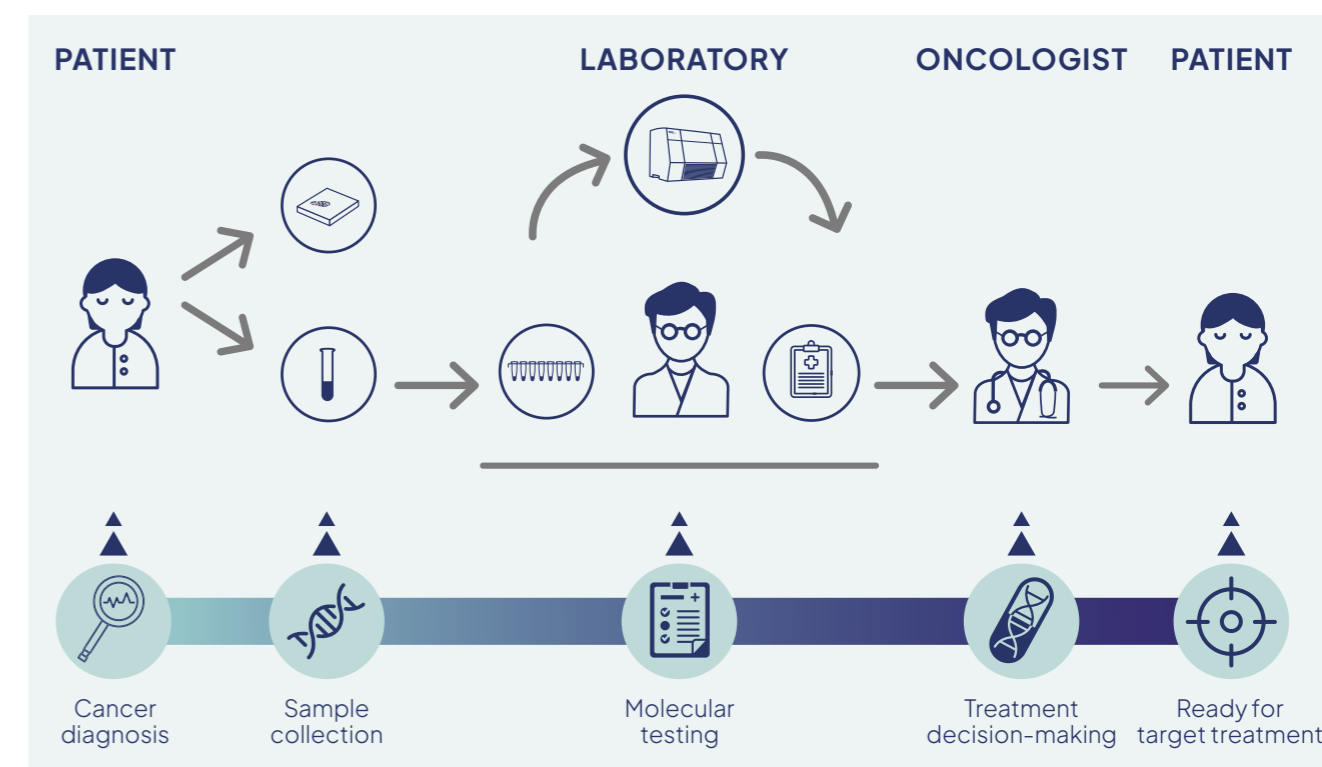 PATIENT
LABORATORY
ONCOLOGIST
PATIENT
Cancer
diagnosis
Sample
collection
Molecular
testing
Treatment
decision-making
Ready for
target treatment